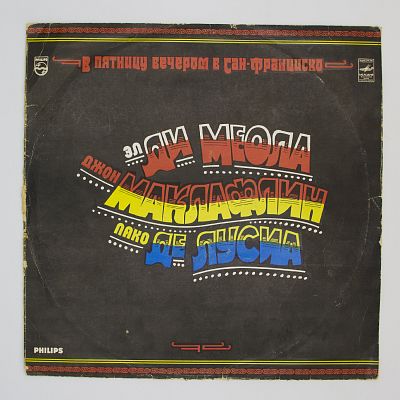 PHILIPS
В ПЯТНИЦУ ВЕЧЕРОМ В САН-ФРАНЦИСКО
ЭЛ ДИ МЕОЛА
ДЖОН МАКЛАФЛИН
ПАКО ДЕ ЛУСИА
PHILIPS